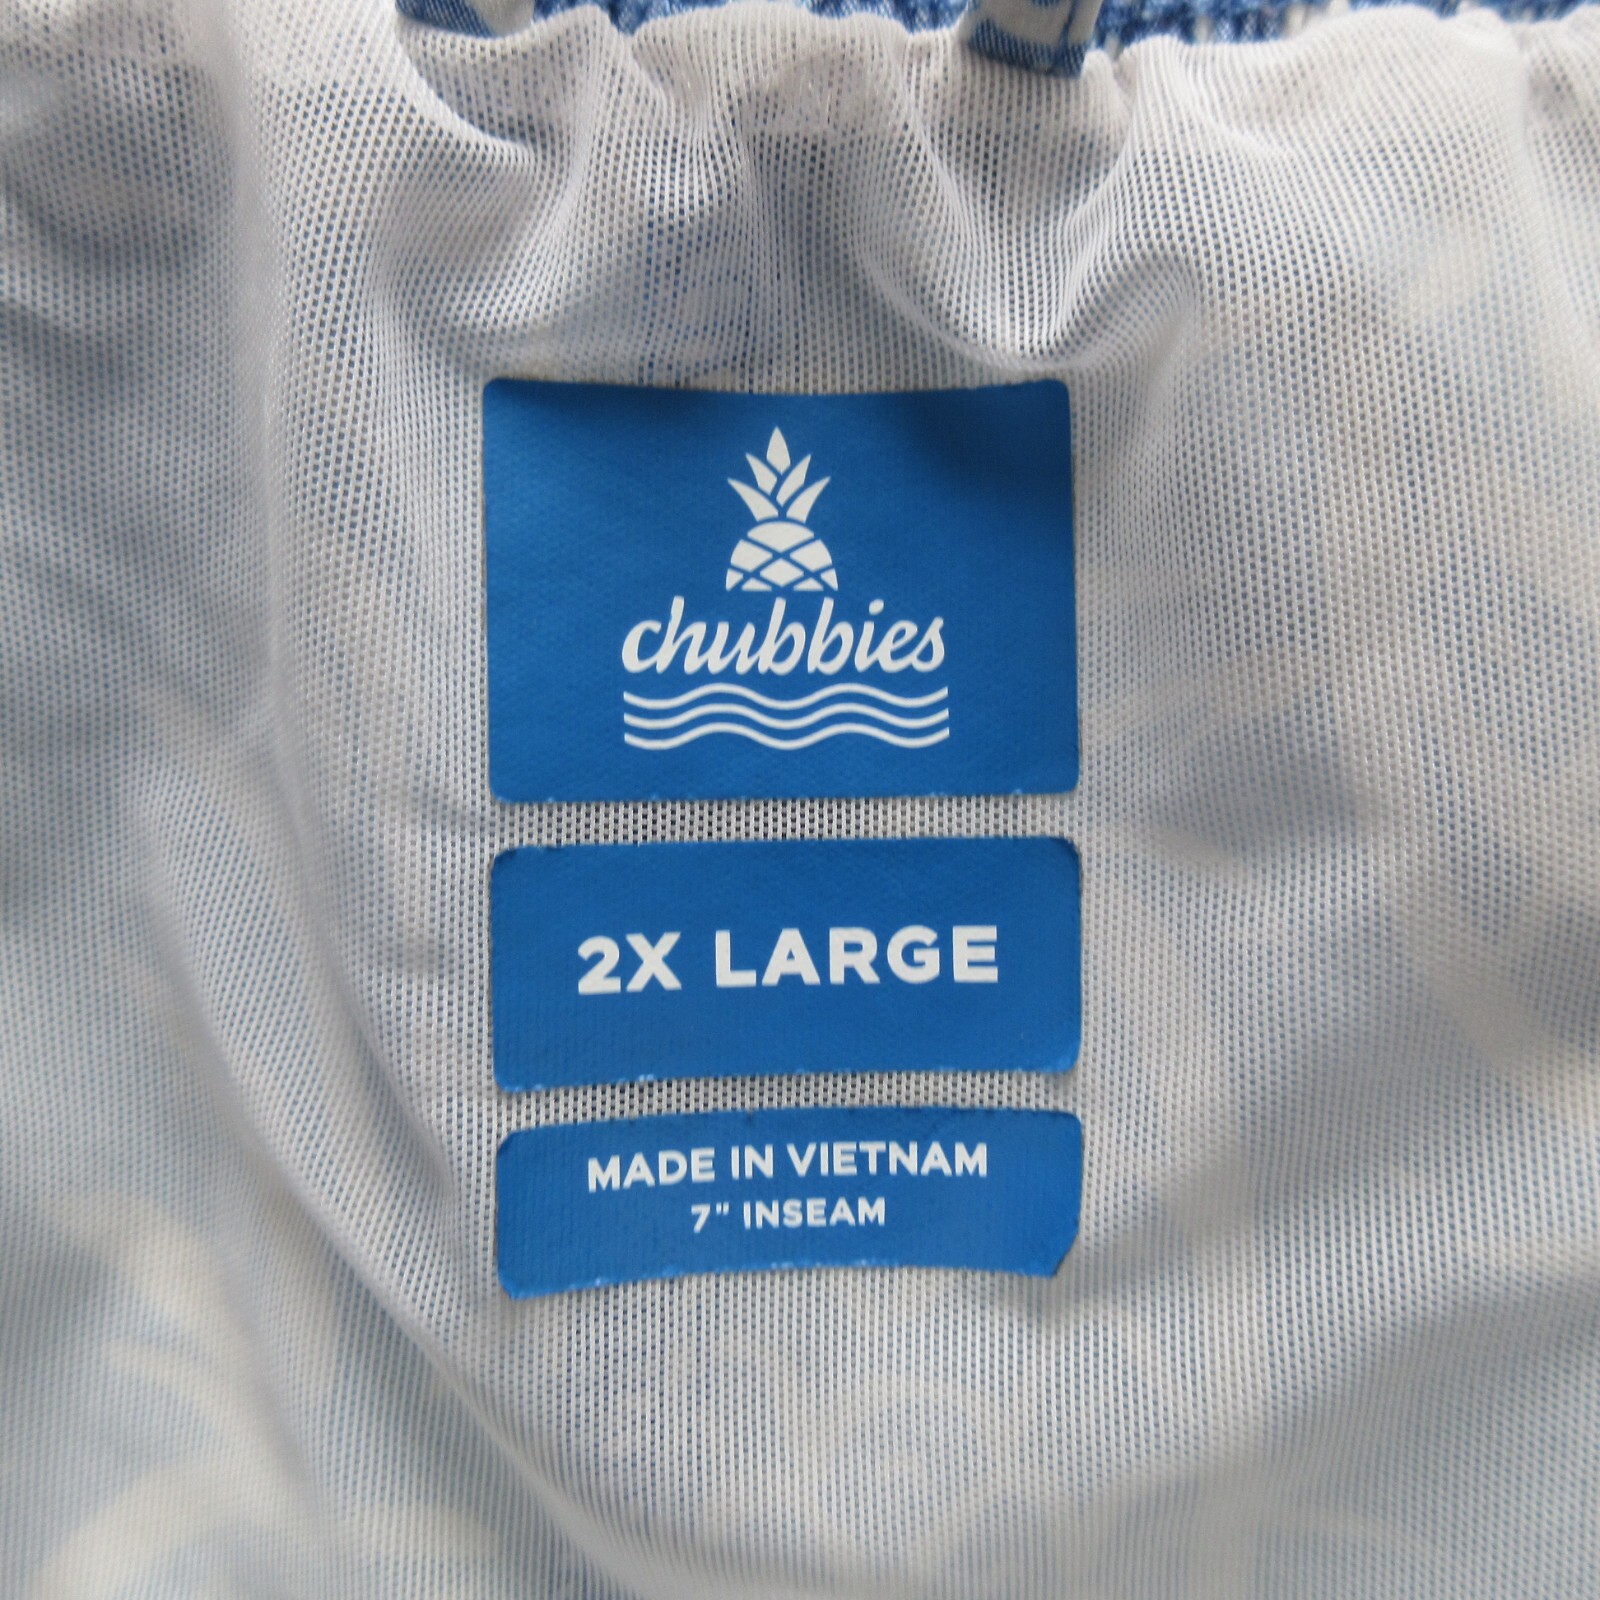 chubbies
2X LARGE
MADE IN VIETNAM
7" INSEAM